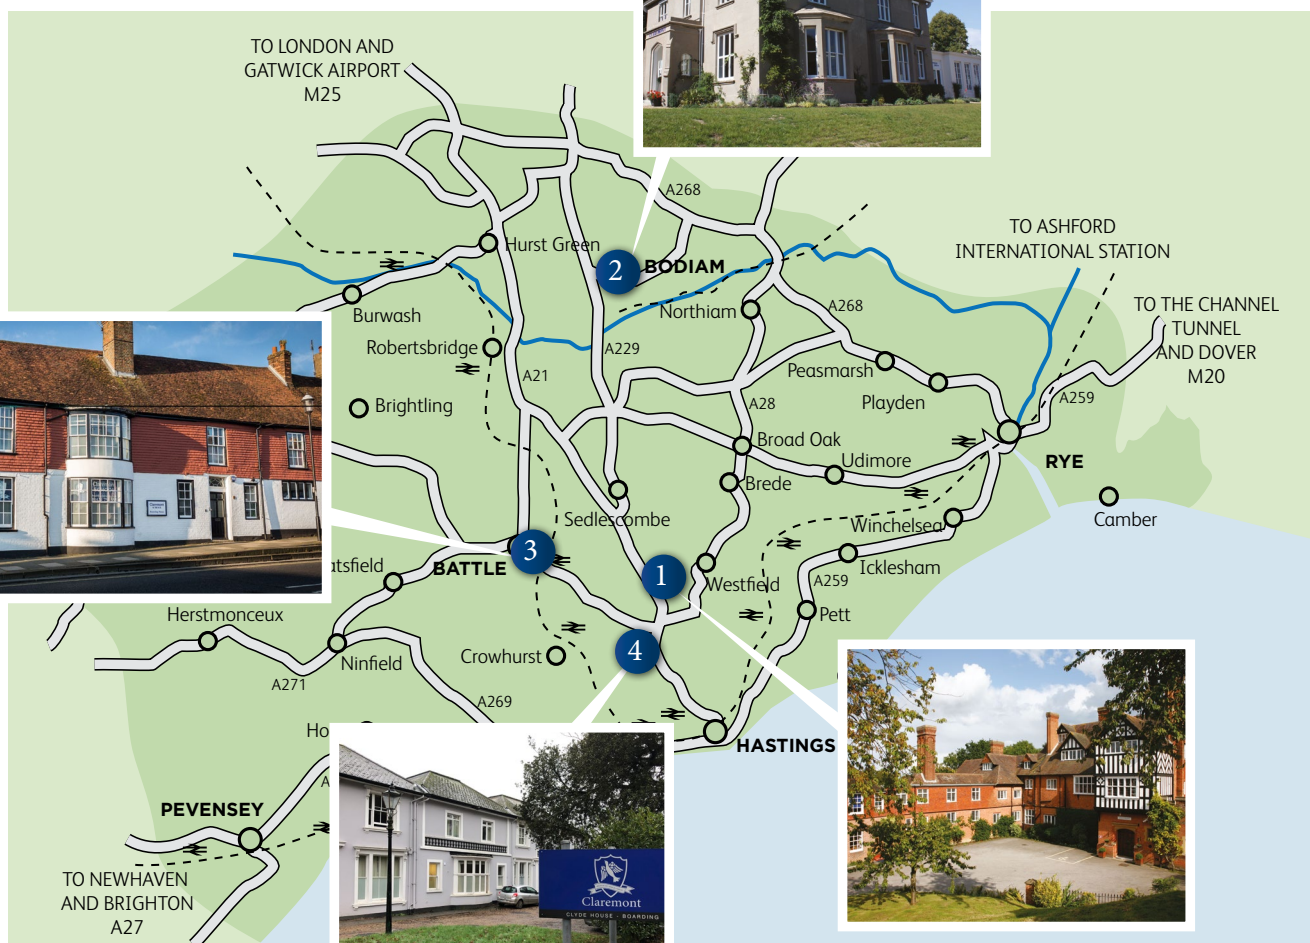 TO LONDON AND
GATWICK AIRPORT
M25
A268
TO ASHFORD
INTERNATIONAL STATION
Hurst Green
2
BODIAM
TO THE CHANNEL
TUNNEL
AND DOVER
M20
Burwash
Northiam
A268
Robertsbridge
A229
A21
Peasmarsh
Playden
A259
Brightling
A28
Broad Oak
Udimore
RYE
Brede
Camber
Sedlescombe
Winchelsea
3
BATTLE
atsfield
1
Westfield
Icklesham
A259
Pett
Herstmonceux
Ninfield
Crowhurst
4
A271
A269
Ho
HASTINGS
A
PEVENSEY
TO NEWHAVEN
AND BRIGHTON
A27
Claremont
CLYDE HOUSE - BOARDING